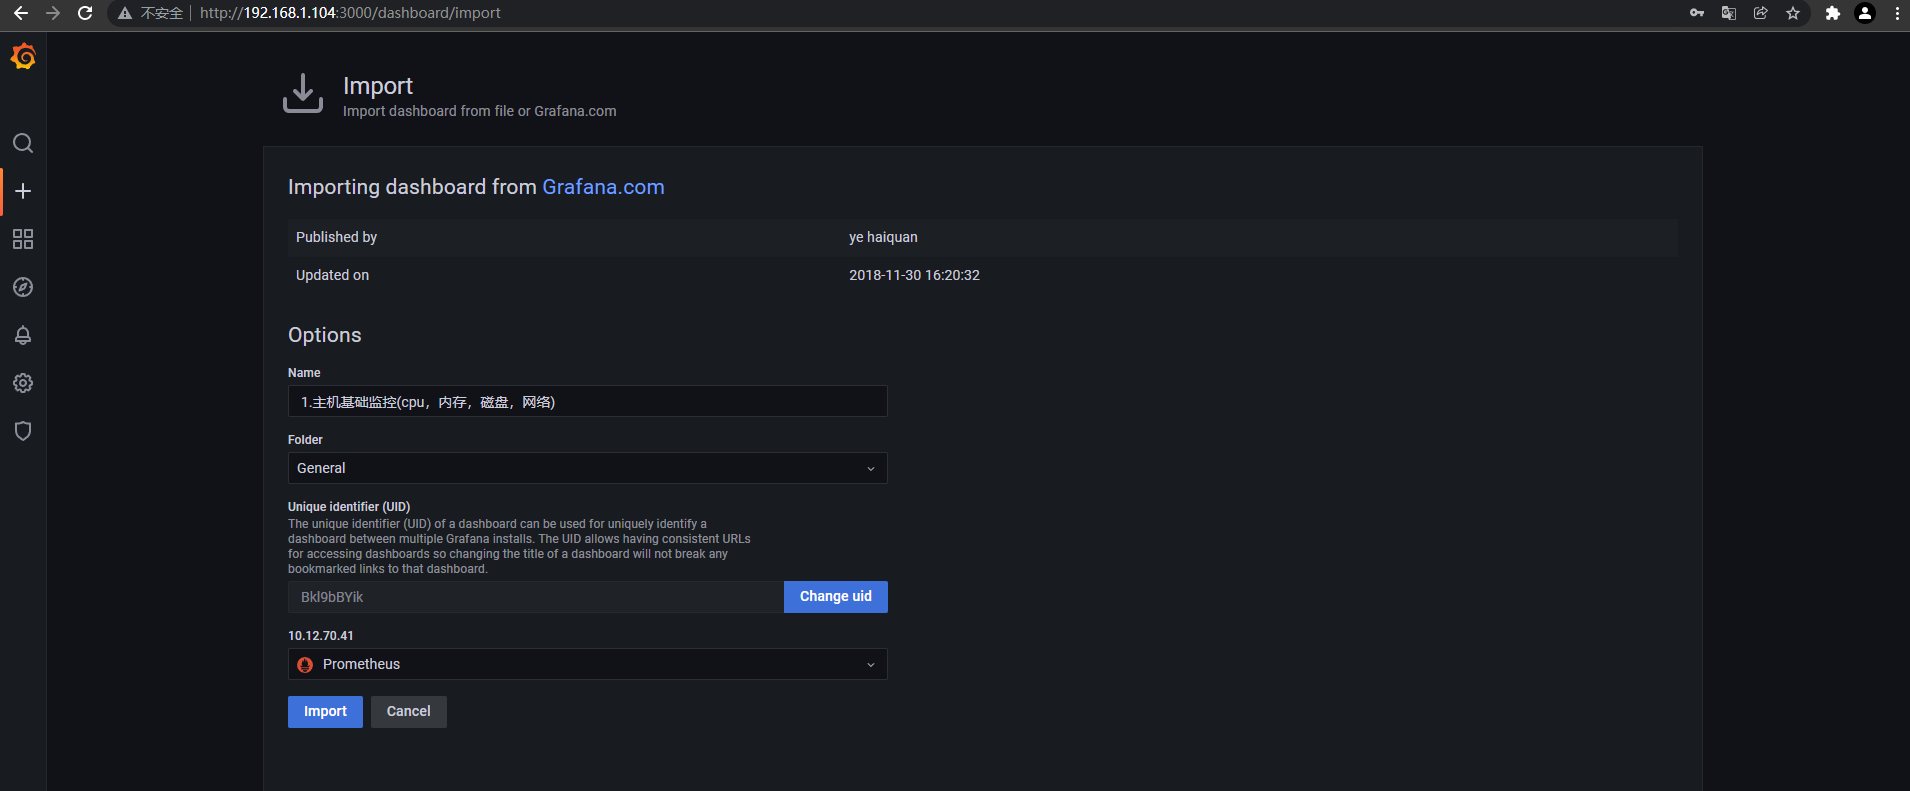 不安全 http://192.168.1.104:3000/dashboard/import
Import
Import dashboard from file or Grafana.com
Importing dashboard from Grafana.com
Published by ye haiquan
Updated on 2018-11-30 16:20:32
Options
Name
1.主机基础监控(cpu，内存，磁盘，网络)
Folder
General
Unique identifier (UID)
The unique identifier (UID) of a dashboard can be used for uniquely identify a
dashboard between multiple Grafana installs. The UID allows having consistent URLs
for accessing dashboards so changing the title of a dashboard will not break any
bookmarked links to that dashboard.
Bkl9bBYik Change uid
10.12.70.41
Prometheus
Import Cancel